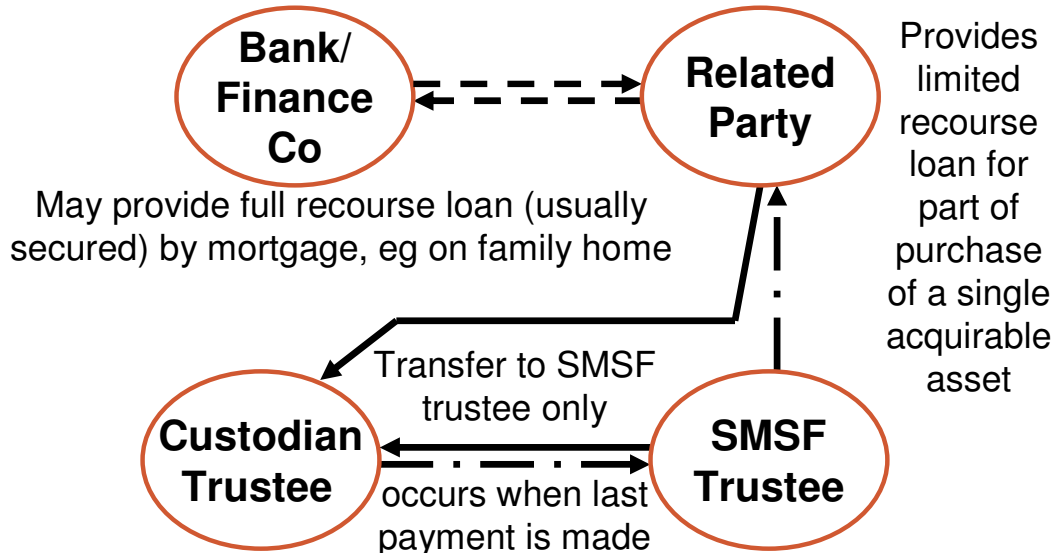 Bank/
Finance
Co
Related
Party
Provides
limited
recourse
loan for
part of
purchase
of a single
acquirable
asset
May provide full recourse loan (usually
secured) by mortgage, eg on family home
Transfer to SMSF
trustee only
Custodian
Trustee
SMSF
Trustee
occurs when last
payment is made